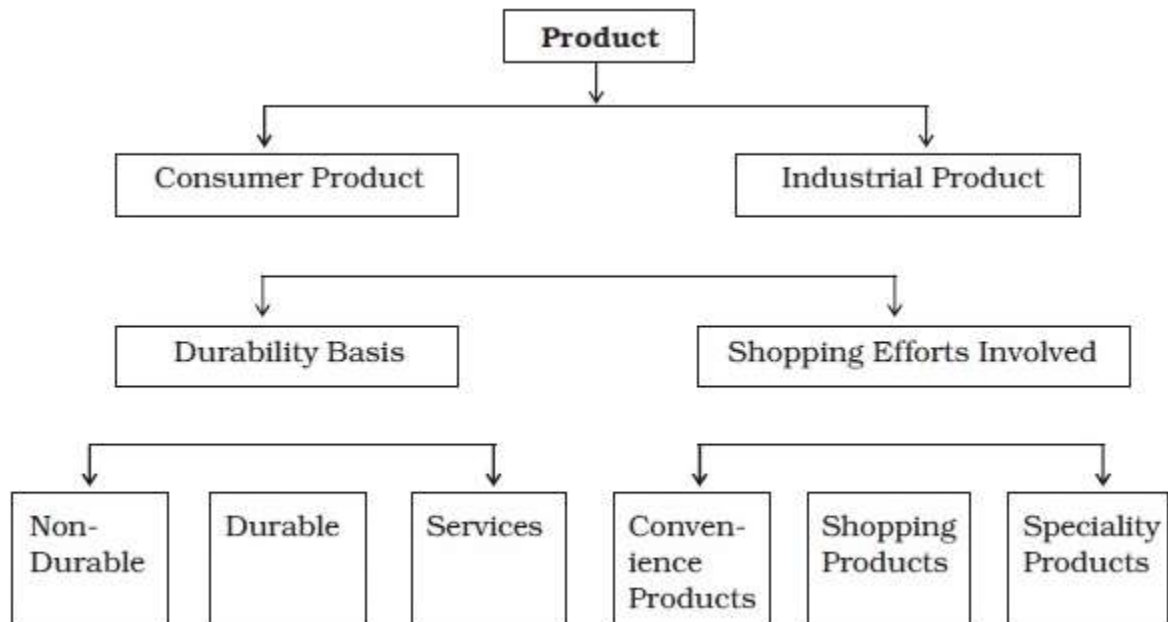 Product
Consumer Product
Industrial Product
Durability Basis
Shopping Efforts Involved
Non-
Durable
Durable
Services
Conven-
ience
Products
Shopping
Products
Speciality
Products